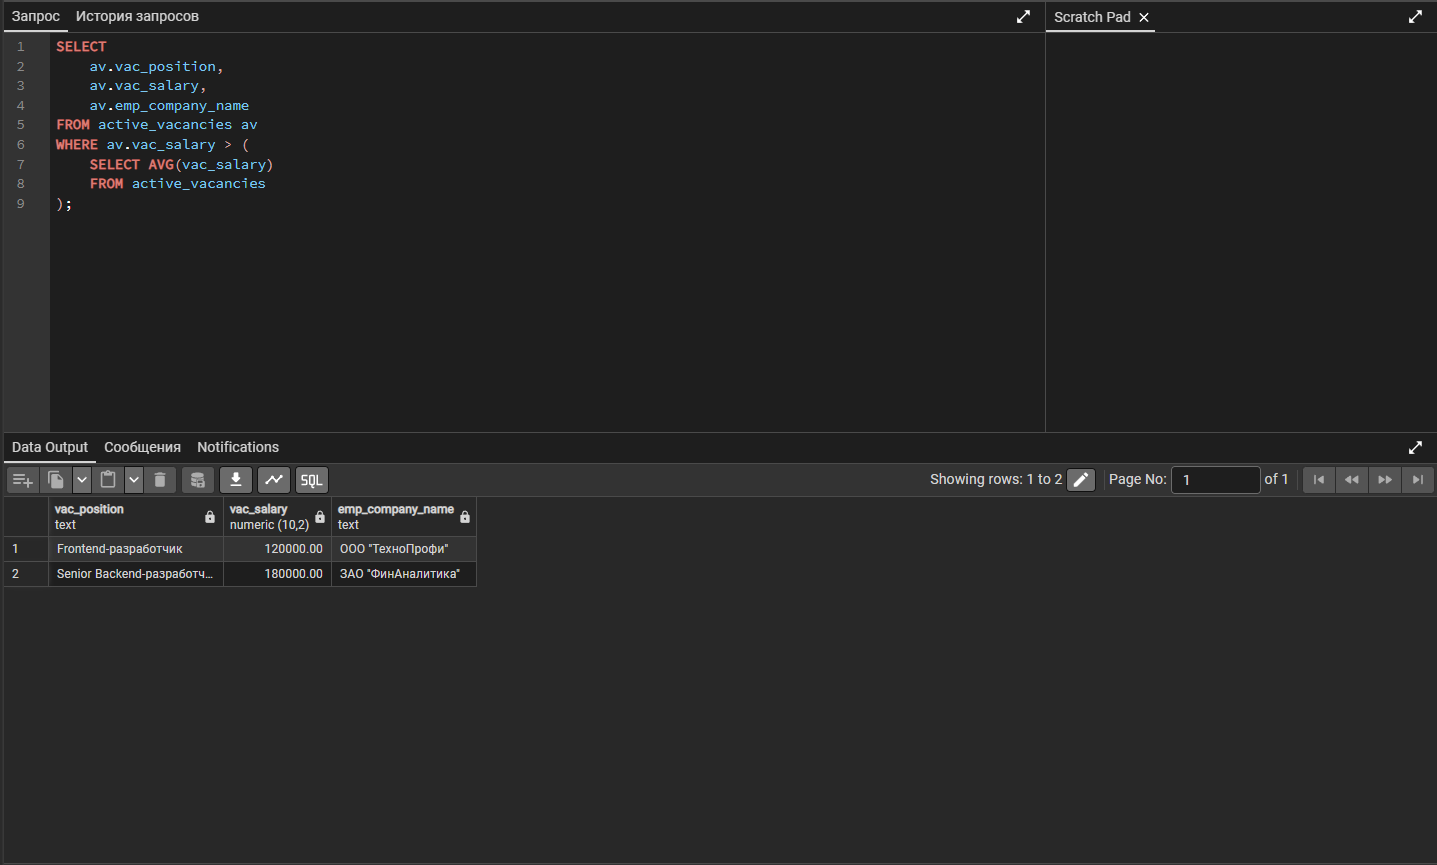 Запрос История запросов
Scratch Pad
1 SELECT
2 av.vac_position,
3 av.vac_salary,
4 av.emp_company_name
5 FROM active_vacancies av
6 WHERE av.vac_salary > (
7 SELECT AVG(vac_salary)
8 FROM active_vacancies
9 );
Data Output Сообщения Notifications
SQL Showing rows: 1 to 2 Page No: 1 of 1
vac_position vac_salary emp_company_name
text numeric (10,2) text
1 Frontend-разработчик 120000.00 ООО "ТехноПрофи"
2 Senior Backend-разработч... 180000.00 ЗАО "ФинАналитика"